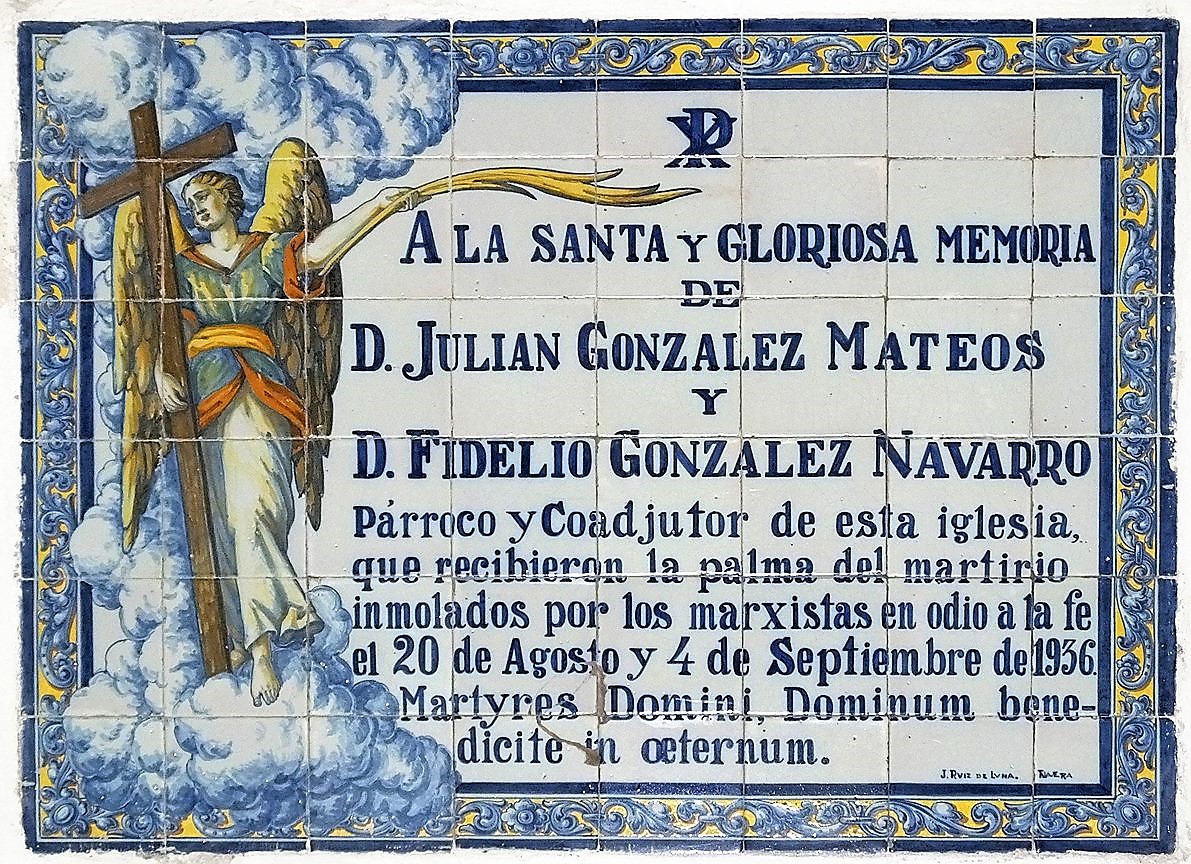 A LA SANTA Y GLORIOSA MEMORIA
DE
D. JULIAN GONZALEZ MATEOS
Y
D. FIDELIO GONZALEZ NAVARRO
Párroco y Coadjutor de esta iglesia,
que recibieron la palma del martirio
inmolados por los marxistas en odio a la fe
el 20 de Agosto y 4 de Septiembre de 1936.
Martyres Domini, Dominum bene-
dicite in œternum.
J. RUIZ DE LUNA.